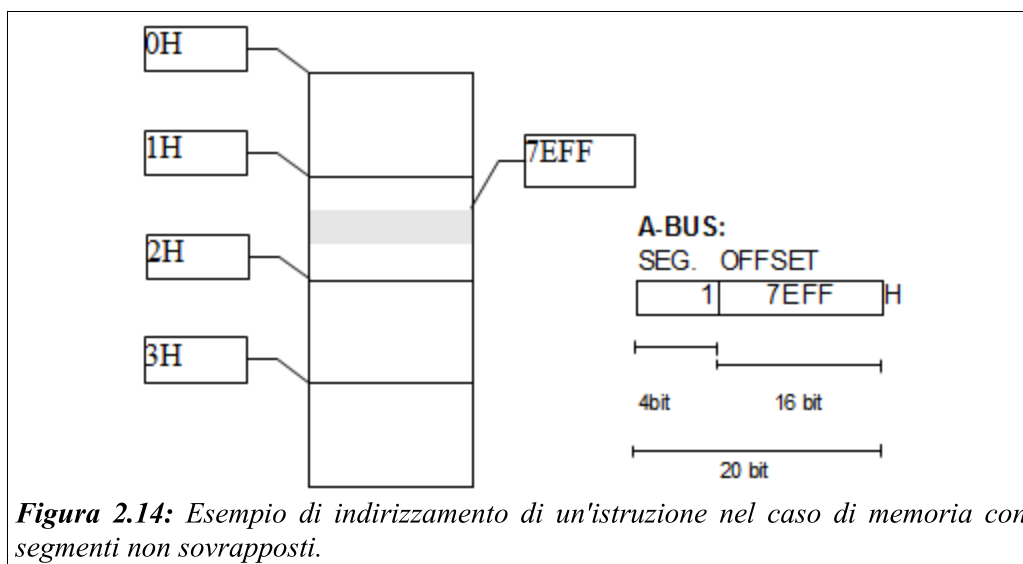 0H
1H
7EFF
2H
3H
A-BUS:
SEG. OFFSET
1 7EFF H
4bit 16 bit
20 bit
Figura 2.14: Esempio di indirizzamento di un'istruzione nel caso di memoria con
segmenti non sovrapposti.